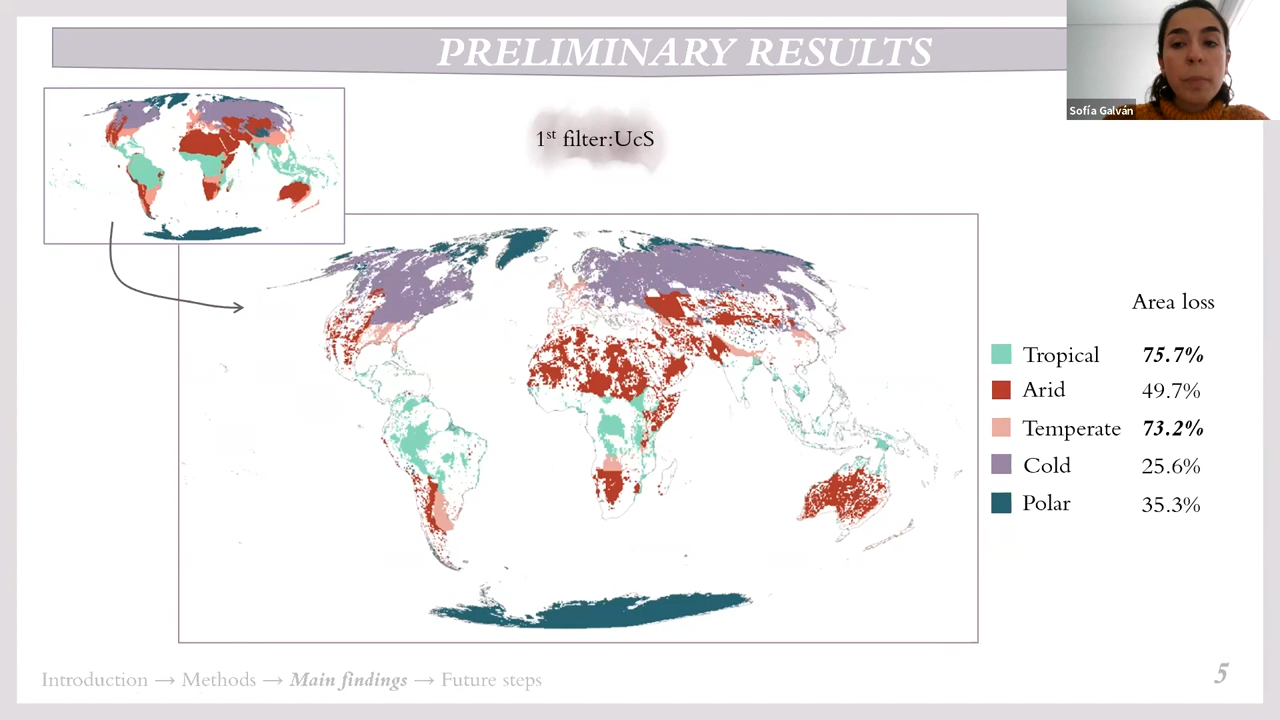 PRELIMINARY RESULTS
Sofía Galván
1st filter:UcS
Area loss
Tropical 75.7%
Arid 49.7%
Temperate 73.2%
Cold 25.6%
Polar 35.3%
Introduction → Methods → Main findings → Future steps
5